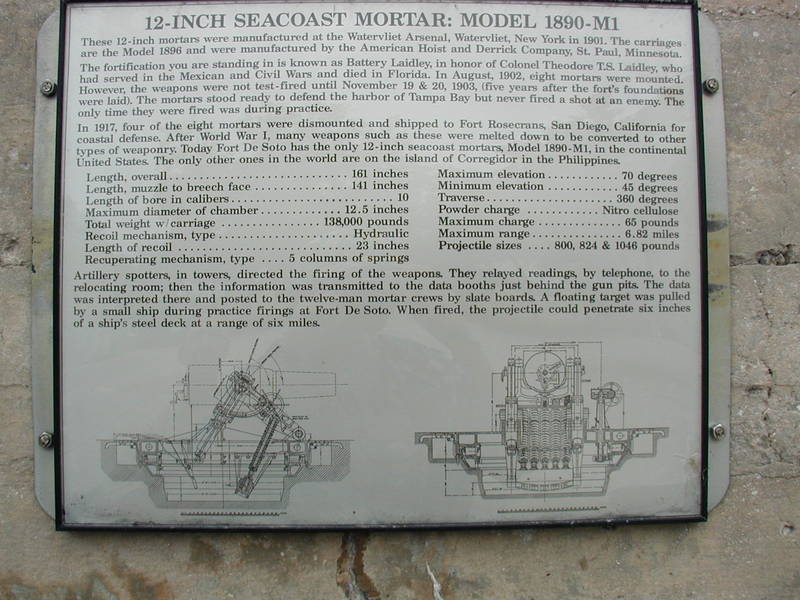 12-INCH SEACOAST MORTAR: MODEL 1890-M1
These 12-inch mortars were manufactured at the Watervliet Arsenal, Watervliet, New York in 1901. The carriages
are the Model 1896 and were manufactured by the American Hoist and Derrick Company, St. Paul, Minnesota.
The fortification you are standing in is known as Battery Laidley, in honor of Colonel Theodore T.S. Laidley, who
had served in the Mexican and Civil Wars and died in Florida. In August, 1902, eight mortars were mounted.
However, the weapons were not test-fired until November 19 & 20, 1903, (five years after the fort's foundations
were laid). The mortars stood ready to defend the harbor of Tampa Bay but never fired a shot at an enemy. The
only time they were fired was during practice.
In 1917, four of the eight mortars were dismounted and shipped to Fort Rosecrans, San Diego, California for
coastal defense. After World War I, many weapons such as these were melted down to be converted to other
types of weaponry. Today Fort De Soto has the only 12-inch seacoast mortars, Model 1890-M1, in the continental
United States. The only other ones in the world are on the island of Corregidor in the Philippines.
Length, overall .............................. 161 inches
Length, muzzle to breech face ............... 141 inches
Length of bore in calibers ........................... 10
Maximum diameter of chamber ............. 12.5 inches
Total weight w/carriage ................. 138,000 pounds
Recoil mechanism, type ....................... Hydraulic
Length of recoil ............................. 23 inches
Recuperating mechanism, type .... 5 columns of springs
Maximum elevation ............ 70 degrees
Minimum elevation ............ 45 degrees
Traverse ...................... 360 degrees
Powder charge ............ Nitro cellulose
Maximum charge ............... 65 pounds
Maximum range ............... 6.82 miles
Projectile sizes .... 800, 824 & 1046 pounds
Artillery spotters, in towers, directed the firing of the weapons. They relayed readings, by telephone, to the
relocating room; then the information was transmitted to the data booths just behind the gun pits. The data
was interpreted there and posted to the twelve-man mortar crews by slate boards. A floating target was pulled
by a small ship during practice firings at Fort De Soto. When fired, the projectile could penetrate six inches
of a ship's steel deck at a range of six miles.